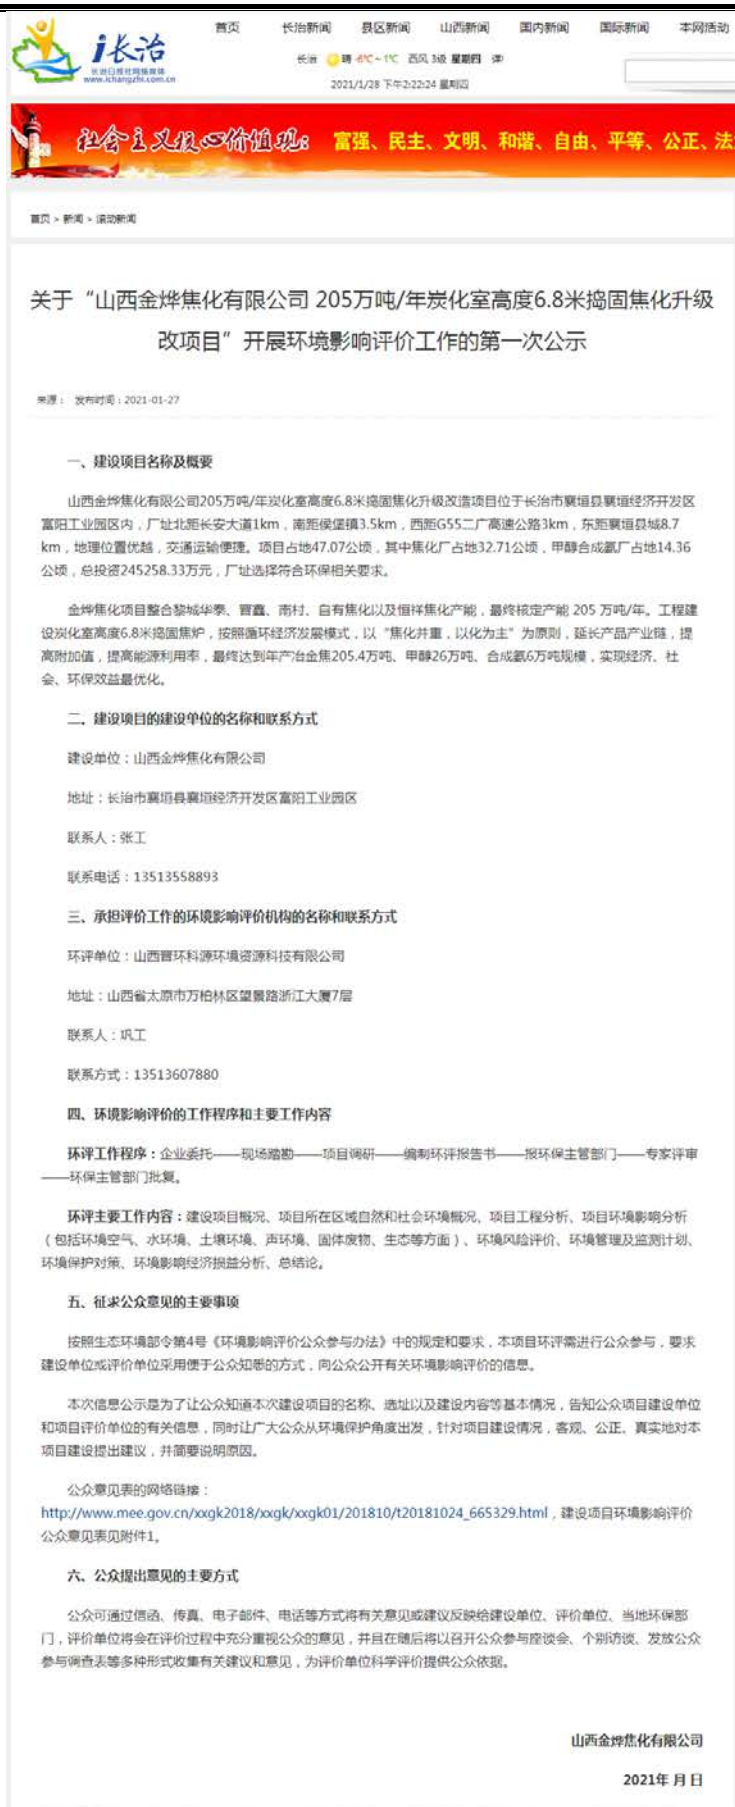 i长治
长治日报社网络媒体
www.ichangzhi.com.cn
首页 长治新闻 县区新闻 山西新闻 国内新闻 国际新闻 本网活动
长治 晴 -6℃~1℃ 西风 3级 星期四
2021/1/28 下午2:22:24 星期四
社会主义核心价值观：富强、民主、文明、和谐、自由、平等、公正、法
首页 > 新闻 > 滚动新闻
关于“山西金烨焦化有限公司 205万吨/年炭化室高度6.8米捣固焦化升级
改项目”开展环境影响评价工作的第一次公示
来源： 发布时间：2021-01-27
一、建设项目名称及概要
山西金烨焦化有限公司205万吨/年炭化室高度6.8米捣固焦化升级改造项目位于长治市襄垣县襄垣经济开发区
富阳工业园区内，厂址北距长安大道1km，南距侯堡镇3.5km，西距G55二广高速公路3km，东距襄垣县城8.7
km，地理位置优越，交通运输便捷。项目占地47.07公顷，其中焦化厂占地32.71公顷，甲醇合成氨厂占地14.36
公顷，总投资245258.33万元，厂址选择符合环保相关要求。
金烨焦化项目整合黎城华泰、晋鑫、南村、自有焦化以及恒祥焦化产能，最终核定产能 205 万吨/年。工程建
设炭化室高度6.8米捣固焦炉，按照循环经济发展模式，以“焦化并重，以化为主”为原则，延长产品产业链，提
高附加值，提高能源利用率，最终达到年产冶金焦205.4万吨、甲醇26万吨、合成氨6万吨规模，实现经济、社
会、环保效益最优化。
二、建设项目的建设单位的名称和联系方式
建设单位：山西金烨焦化有限公司
地址：长治市襄垣县襄垣经济开发区富阳工业园区
联系人：张工
联系电话：13513558893
三、承担评价工作的环境影响评价机构的名称和联系方式
环评单位：山西晋环科源环境资源科技有限公司
地址：山西省太原市万柏林区望景路浙江大厦7层
联系人：巩工
联系方式：13513607880
四、环境影响评价的工作程序和主要工作内容
环评工作程序：企业委托——现场踏勘——项目调研——编制环评报告书——报环保主管部门——专家评审
——环保主管部门批复。
环评主要工作内容：建设项目概况、项目所在区域自然和社会环境概况、项目工程分析、项目环境影响分析
（包括环境空气、水环境、土壤环境、声环境、固体废物、生态等方面）、环境风险评价、环境管理及监测计划、
环境保护对策、环境影响经济损益分析、总结论。
五、征求公众意见的主要事项
按照生态环境部令第4号《环境影响评价公众参与办法》中的规定和要求，本项目环评需进行公众参与，要求
建设单位或评价单位采用便于公众知悉的方式，向公众公开有关环境影响评价的信息。
本次信息公示是为了让公众知道本次建设项目的名称、选址以及建设内容等基本情况，告知公众项目建设单位
和项目评价单位的有关信息，同时让广大公众从环境保护角度出发，针对项目建设情况，客观、公正、真实地对本
项目建设提出建议，并简要说明原因。
公众意见表的网络链接：
http://www.mee.gov.cn/xxgk2018/xxgk/xxgk01/201810/t20181024_665329.html，建设项目环境影响评价
公众意见表见附件1。
六、公众提出意见的主要方式
公众可通过信函、传真、电子邮件、电话等方式将有关意见或建议反映给建设单位、评价单位、当地环保部
门，评价单位将会在评价过程中充分重视公众的意见，并且在随后将以召开公众参与座谈会、个别访谈、发放公众
参与调查表等多种形式收集有关建议和意见，为评价单位科学评价提供公众依据。
山西金烨焦化有限公司
2021年 月 日